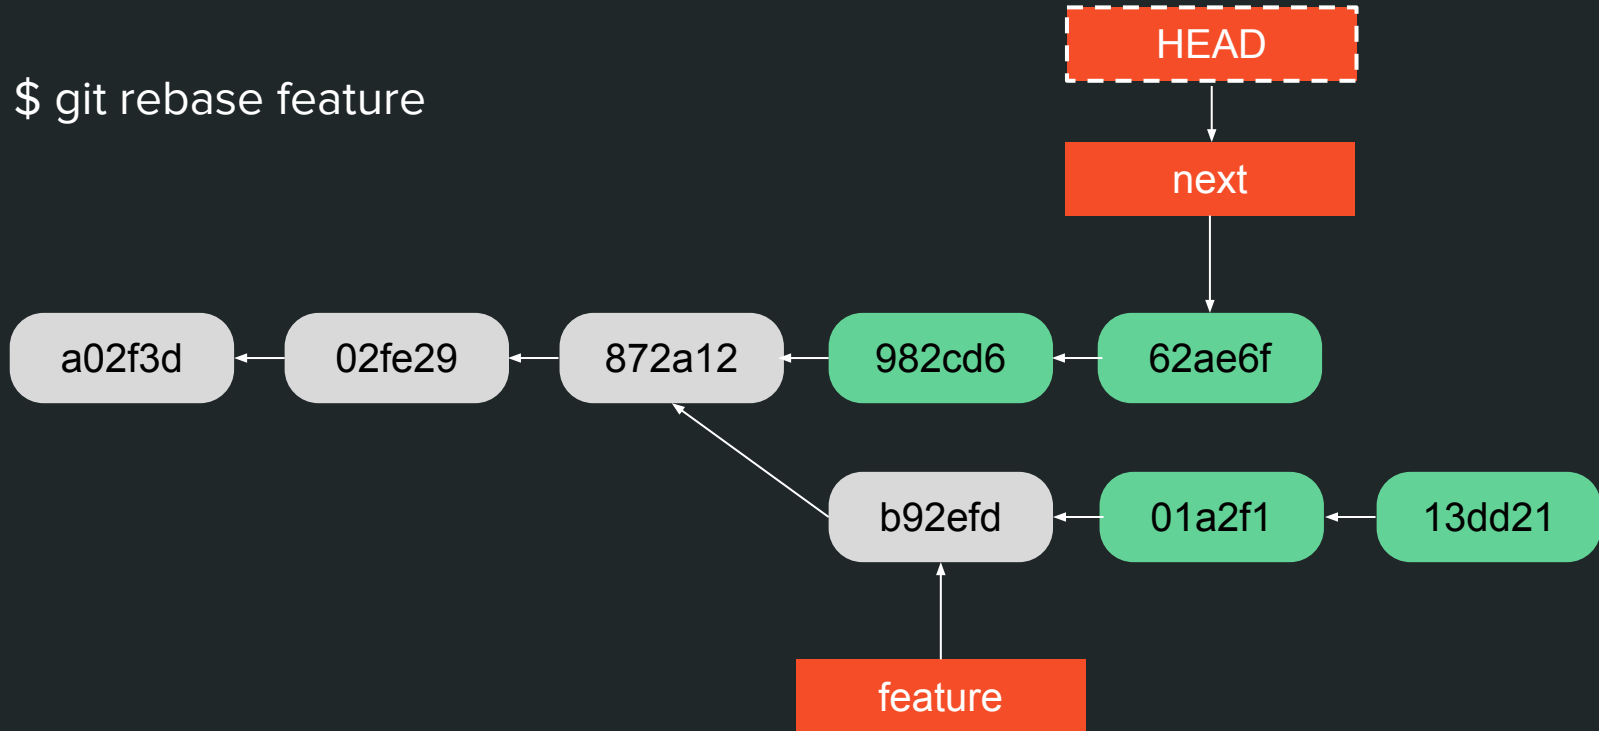 HEAD
$ git rebase feature
next
a02f3d
02fe29
872a12
982cd6
62ae6f
b92efd
01a2f1
13dd21
feature